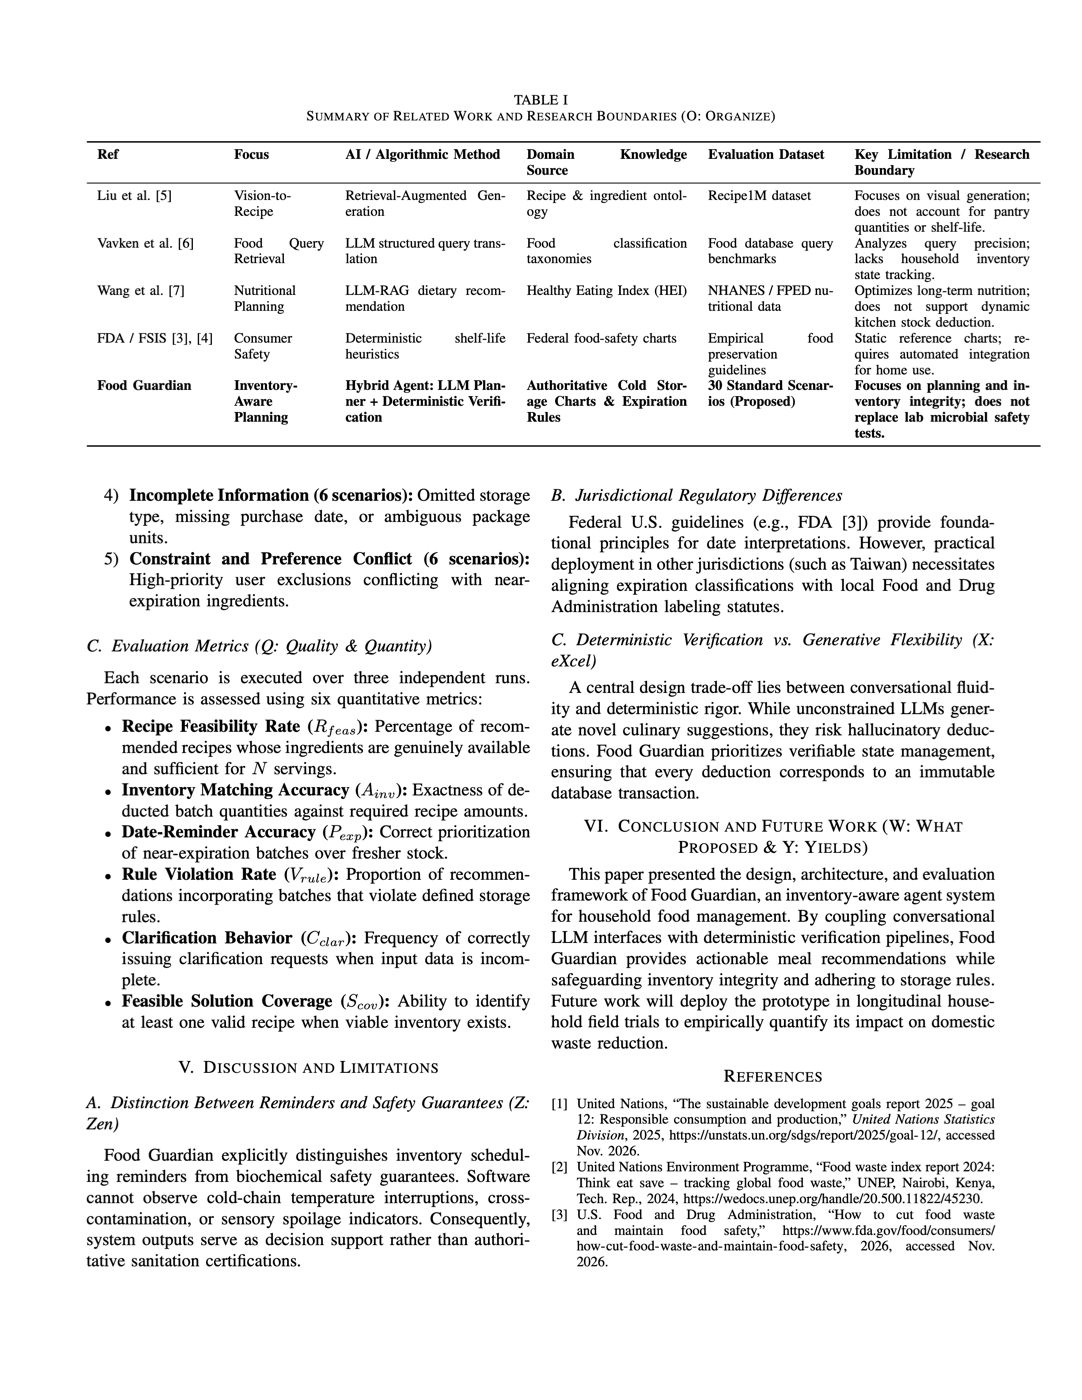 TABLE I
SUMMARY OF RELATED WORK AND RESEARCH BOUNDARIES (O: ORGANIZE)
Ref Focus AI / Algorithmic Method Domain Knowledge Source Evaluation Dataset Key Limitation / Research Boundary
Liu et al. [5] Vision-to-Recipe Retrieval-Augmented Generation Recipe & ingredient ontology Recipe1M dataset Focuses on visual generation; does not account for pantry quantities or shelf-life.
Vavken et al. [6] Food Query Retrieval LLM structured query translation Food classification taxonomies Food database query benchmarks Analyzes query precision; lacks household inventory state tracking.
Wang et al. [7] Nutritional Planning LLM-RAG dietary recommendation Healthy Eating Index (HEI) NHANES / FPED nutritional data Optimizes long-term nutrition; does not support dynamic kitchen stock deduction.
FDA / FSIS [3], [4] Consumer Safety Deterministic shelf-life heuristics Federal food-safety charts Empirical food preservation guidelines Static reference charts; requires automated integration for home use.
Food Guardian Inventory-Aware Planning Hybrid Agent: LLM Planner + Deterministic Verification Authoritative Cold Storage Charts & Expiration Rules 30 Standard Scenarios (Proposed) Focuses on planning and inventory integrity; does not replace lab microbial safety tests.
4) Incomplete Information (6 scenarios): Omitted storage
type, missing purchase date, or ambiguous package
units.
5) Constraint and Preference Conflict (6 scenarios):
High-priority user exclusions conflicting with near-
expiration ingredients.
C. Evaluation Metrics (Q: Quality & Quantity)
Each scenario is executed over three independent runs.
Performance is assessed using six quantitative metrics:
• Recipe Feasibility Rate (R_feas): Percentage of recom-
mended recipes whose ingredients are genuinely available
and sufficient for N servings.
• Inventory Matching Accuracy (A_inv): Exactness of de-
ducted batch quantities against required recipe amounts.
• Date-Reminder Accuracy (P_exp): Correct prioritization
of near-expiration batches over fresher stock.
• Rule Violation Rate (V_rule): Proportion of recommen-
dations incorporating batches that violate defined storage
rules.
• Clarification Behavior (C_clar): Frequency of correctly
issuing clarification requests when input data is incom-
plete.
• Feasible Solution Coverage (S_cov): Ability to identify
at least one valid recipe when viable inventory exists.
V. DISCUSSION AND LIMITATIONS
A. Distinction Between Reminders and Safety Guarantees (Z:
Zen)
Food Guardian explicitly distinguishes inventory schedul-
ing reminders from biochemical safety guarantees. Software
cannot observe cold-chain temperature interruptions, cross-
contamination, or sensory spoilage indicators. Consequently,
system outputs serve as decision support rather than authori-
tative sanitation certifications.
B. Jurisdictional Regulatory Differences
Federal U.S. guidelines (e.g., FDA [3]) provide founda-
tional principles for date interpretations. However, practical
deployment in other jurisdictions (such as Taiwan) necessitates
aligning expiration classifications with local Food and Drug
Administration labeling statutes.
C. Deterministic Verification vs. Generative Flexibility (X:
eXcel)
A central design trade-off lies between conversational fluid-
ity and deterministic rigor. While unconstrained LLMs gener-
ate novel culinary suggestions, they risk hallucinatory deduc-
tions. Food Guardian prioritizes verifiable state management,
ensuring that every deduction corresponds to an immutable
database transaction.
VI. CONCLUSION AND FUTURE WORK (W: WHAT
PROPOSED & Y: YIELDS)
This paper presented the design, architecture, and evaluation
framework of Food Guardian, an inventory-aware agent system
for household food management. By coupling conversational
LLM interfaces with deterministic verification pipelines, Food
Guardian provides actionable meal recommendations while
safeguarding inventory integrity and adhering to storage rules.
Future work will deploy the prototype in longitudinal house-
hold field trials to empirically quantify its impact on domestic
waste reduction.
REFERENCES
[1] United Nations, “The sustainable development goals report 2025 – goal
12: Responsible consumption and production,” United Nations Statistics
Division, 2025, https://unstats.un.org/sdgs/report/2025/goal-12/, accessed
Nov. 2026.
[2] United Nations Environment Programme, “Food waste index report 2024:
Think eat save – tracking global food waste,” UNEP, Nairobi, Kenya,
Tech. Rep., 2024, https://wedocs.unep.org/handle/20.500.11822/45230.
[3] U.S. Food and Drug Administration, “How to cut food waste
and maintain food safety,” https://www.fda.gov/food/consumers/
how-cut-food-waste-and-maintain-food-safety, 2026, accessed Nov.
2026.